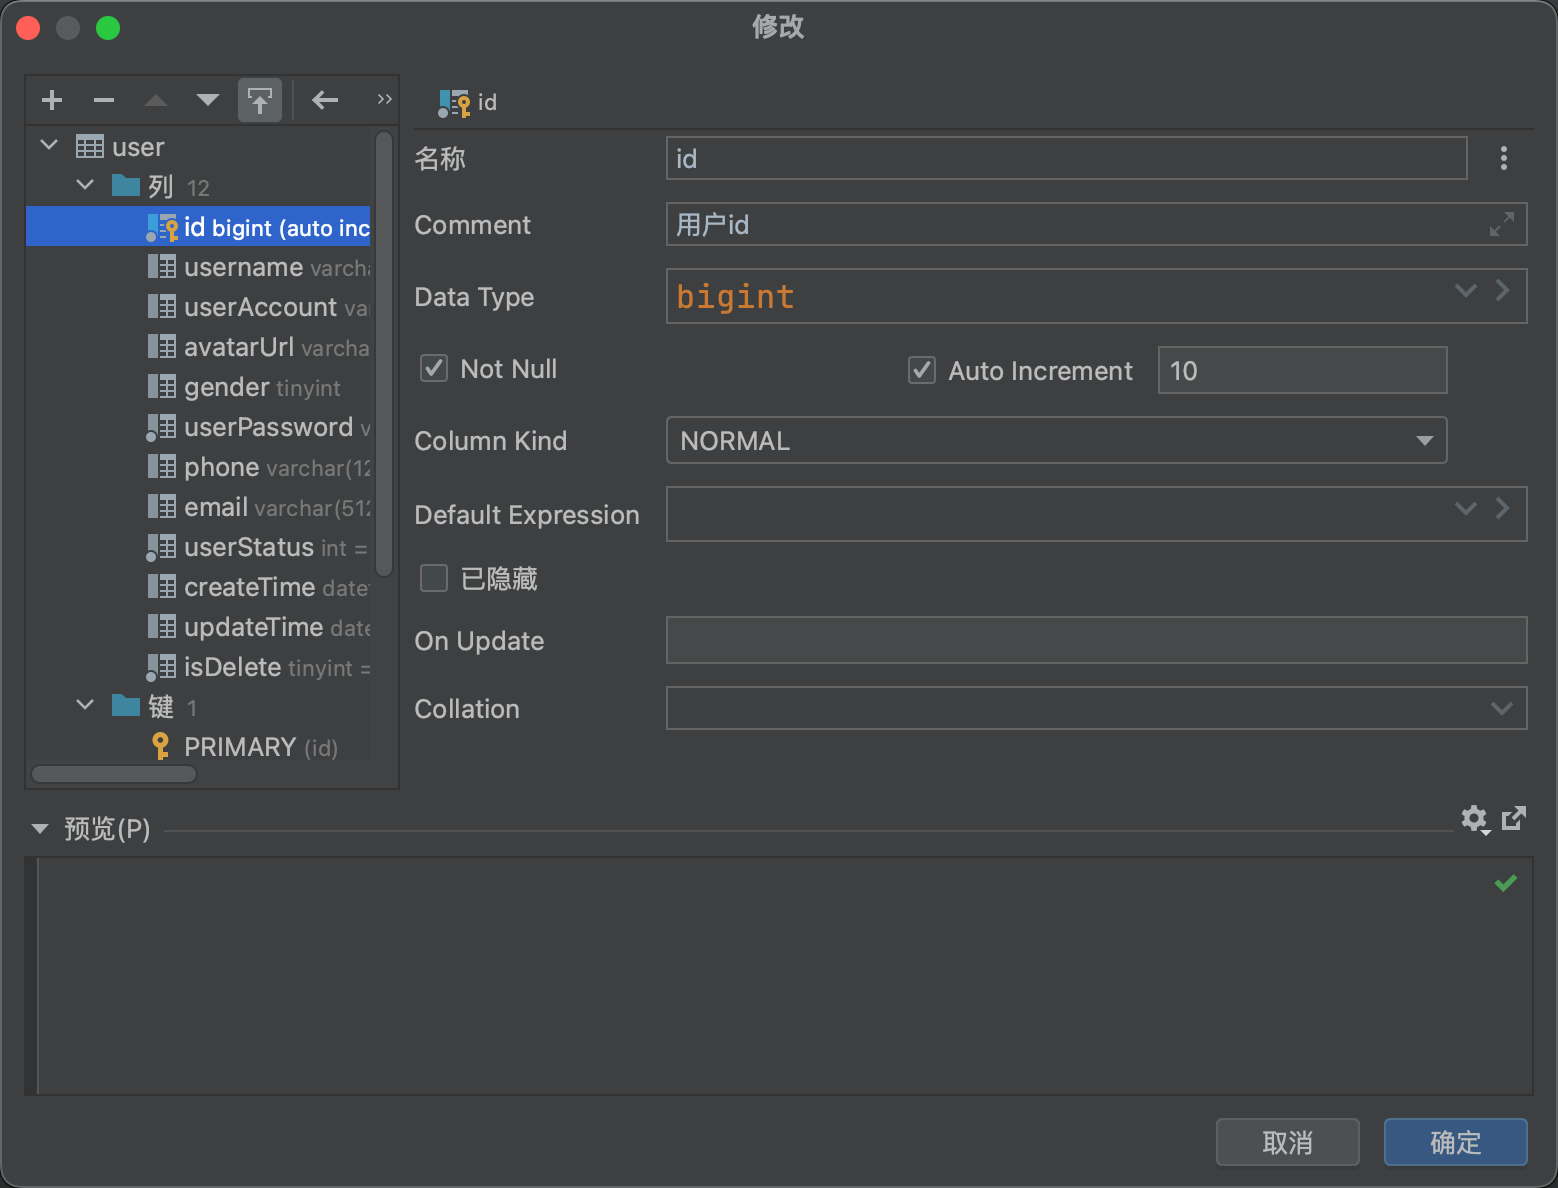 修改
id
user
列 12
id bigint (auto inc
username varcha
userAccount va
avatarUrl varcha
gender tinyint
userPassword v
phone varchar(12
email varchar(512
userStatus int =
createTime date
updateTime date
isDelete tinyint =
键 1
PRIMARY (id)
名称 id
Comment 用户id
Data Type bigint
Not Null Auto Increment 10
Column Kind NORMAL
Default Expression
已隐藏
On Update
Collation
预览(P)
取消 确定